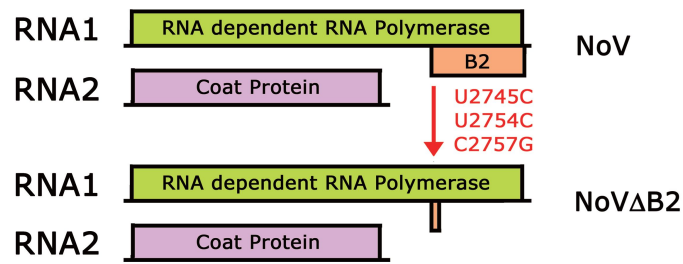 RNA1 RNA dependent RNA Polymerase NoV
B2
RNA2 Coat Protein
U2745C
U2754C
C2757G
RNA1 RNA dependent RNA Polymerase
NoVΔB2
RNA2 Coat Protein